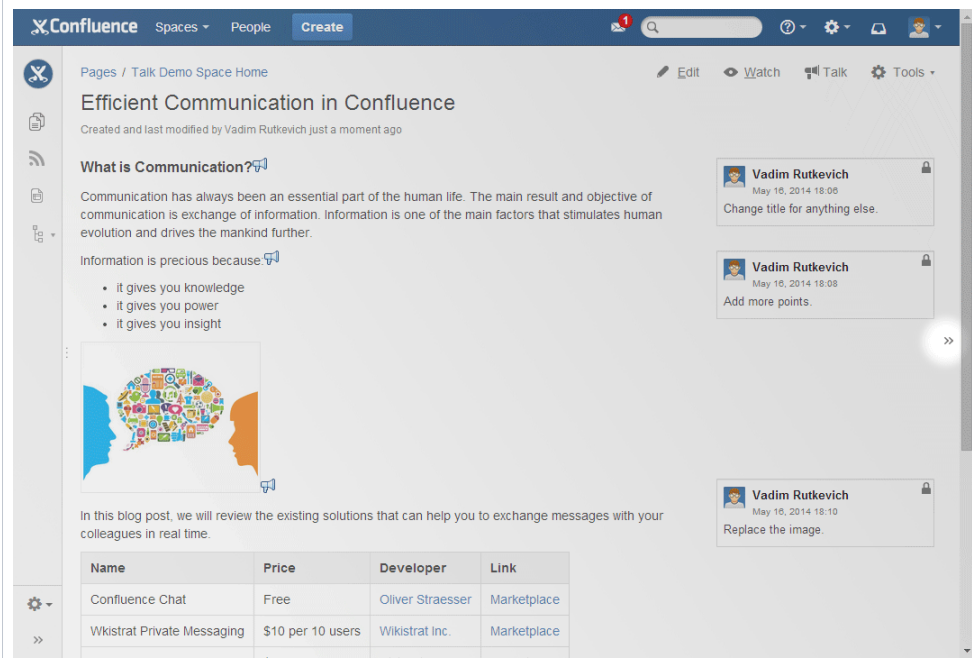 Confluence Spaces People Create 1
Pages / Talk Demo Space Home
Edit Watch Talk Tools
Efficient Communication in Confluence
Created and last modified by Vadim Rutkevich just a moment ago
What is Communication?
Communication has always been an essential part of the human life. The main result and objective of
communication is exchange of information. Information is one of the main factors that stimulates human
evolution and drives the mankind further.
Information is precious because:
• it gives you knowledge
• it gives you power
• it gives you insight
In this blog post, we will review the existing solutions that can help you to exchange messages with your
colleagues in real time.
Name Price Developer Link
Confluence Chat Free Oliver Straesser Marketplace
Wkistrat Private Messaging $10 per 10 users Wikistrat Inc. Marketplace
Vadim Rutkevich
May 16, 2014 18:06
Change title for anything else.
Vadim Rutkevich
May 16, 2014 18:08
Add more points.
Vadim Rutkevich
May 16, 2014 18:10
Replace the image.